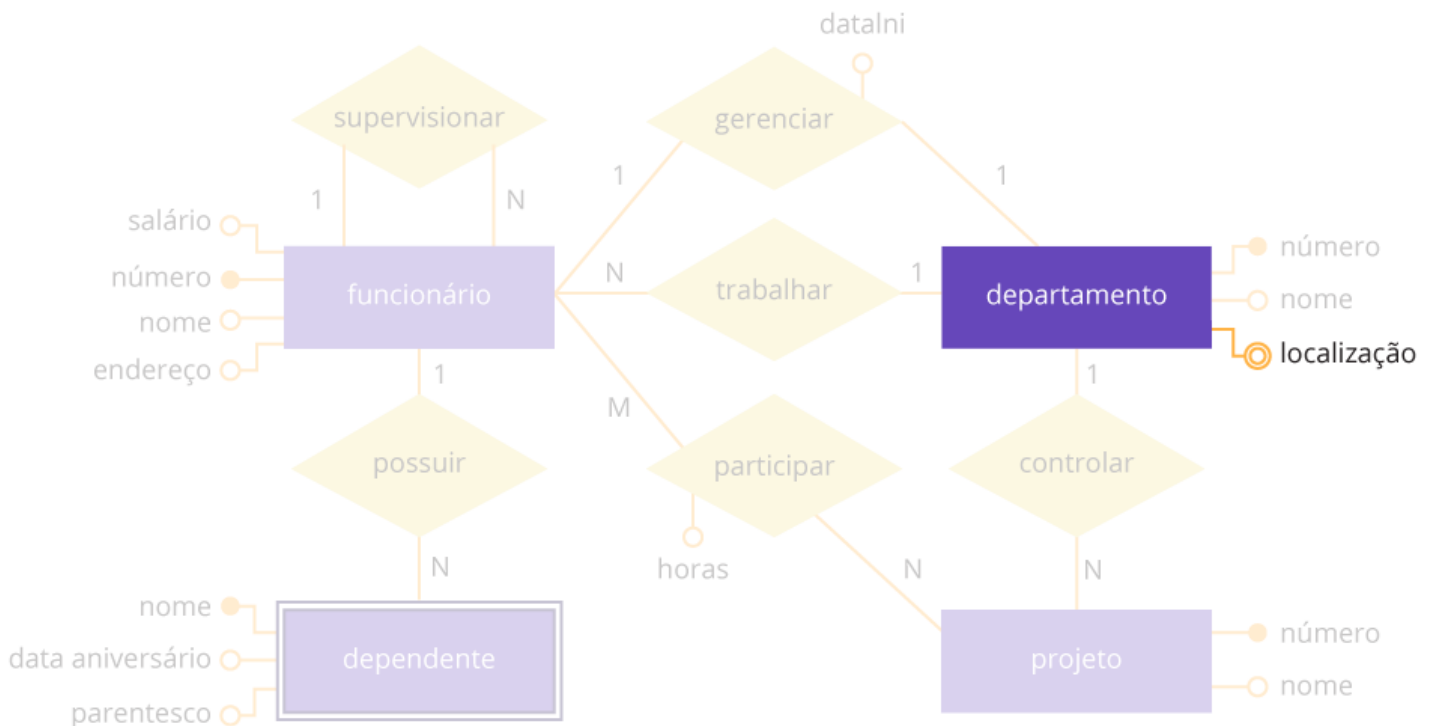 dataIni
supervisionar
gerenciar
1
N
1
1
salário
número
nome
endereço
funcionário
N
trabalhar
1
departamento
número
nome
localização
1
M
1
possuir
participar
controlar
N
horas
N
N
nome
data aniversário
parentesco
dependente
projeto
número
nome